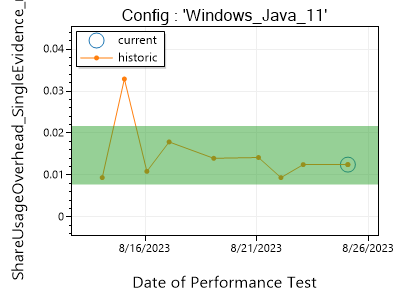 Config : 'Windows_Java_11'
current
historic
0.04
0.03
0.02
0.01
0
ShareUsageOverhead_SingleEvidence_
8/16/2023
8/21/2023
8/26/2023
Date of Performance Test